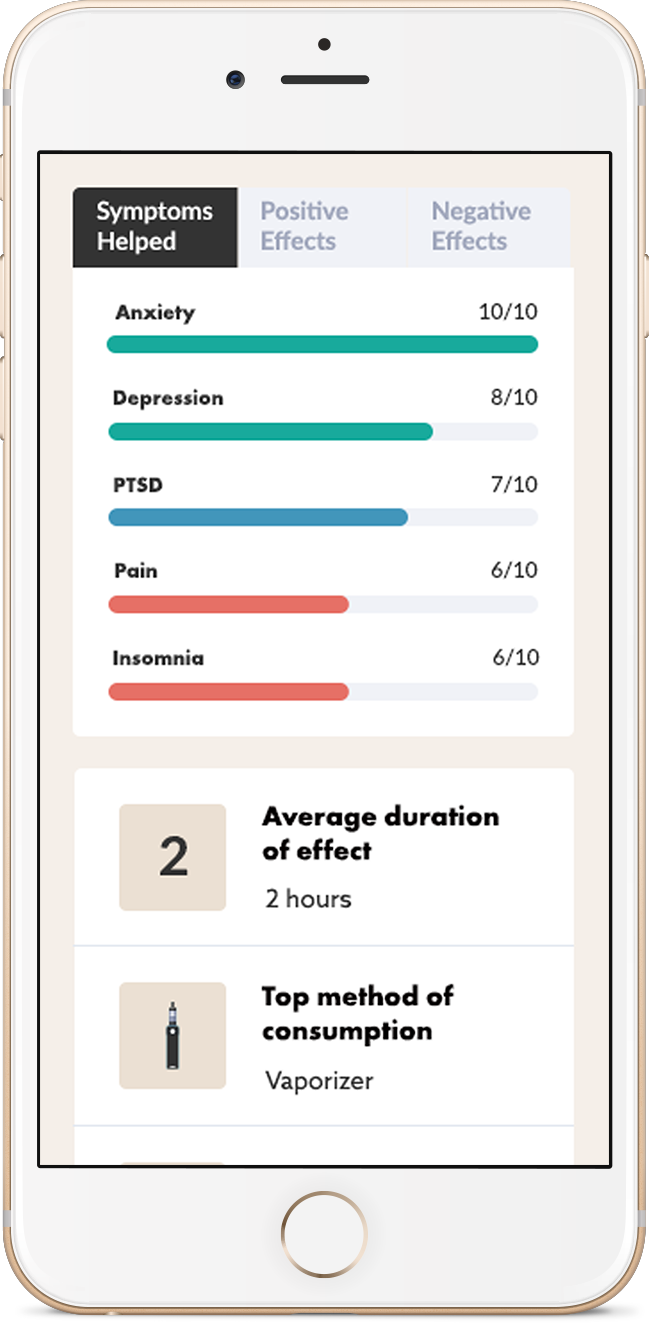 Symptoms
Helped
Positive
Effects
Negative
Effects
Anxiety 10/10
Depression 8/10
PTSD 7/10
Pain 6/10
Insomnia 6/10
2
Average duration
of effect
2 hours
Top method of
consumption
Vaporizer